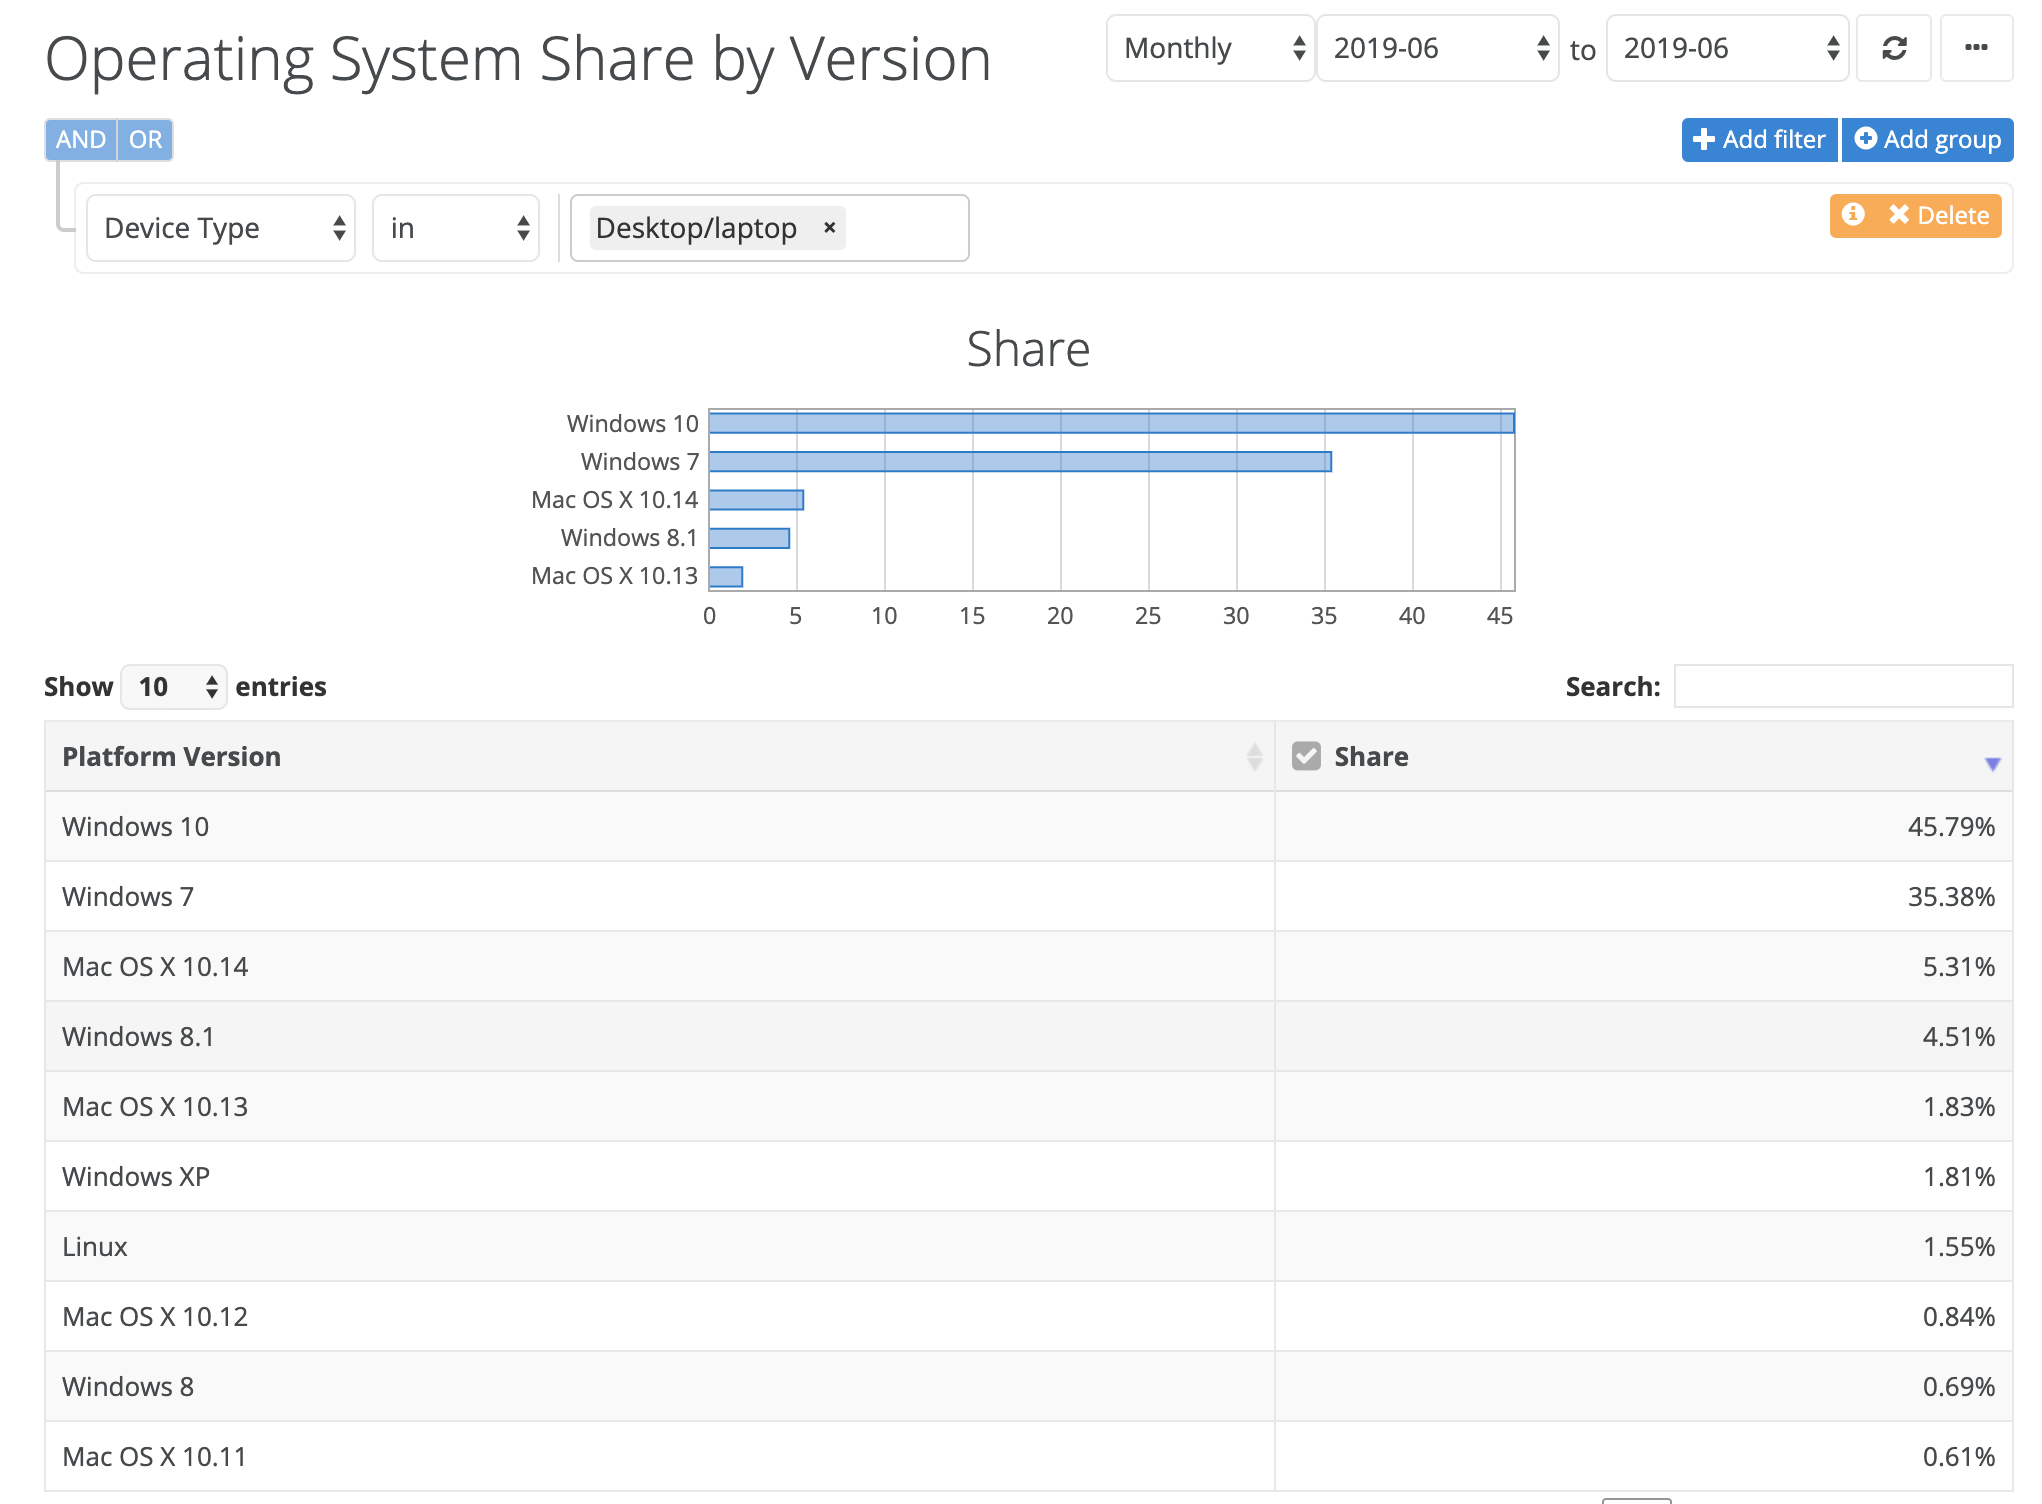 Operating System Share by Version
Monthly 2019-06 to 2019-06
AND OR
Add filter Add group
Device Type in Desktop/laptop × Delete
Share
Windows 10
Windows 7
Mac OS X 10.14
Windows 8.1
Mac OS X 10.13
0 5 10 15 20 25 30 35 40 45
Show 10 entries Search:
Platform Version Share
Windows 10 45.79%
Windows 7 35.38%
Mac OS X 10.14 5.31%
Windows 8.1 4.51%
Mac OS X 10.13 1.83%
Windows XP 1.81%
Linux 1.55%
Mac OS X 10.12 0.84%
Windows 8 0.69%
Mac OS X 10.11 0.61%